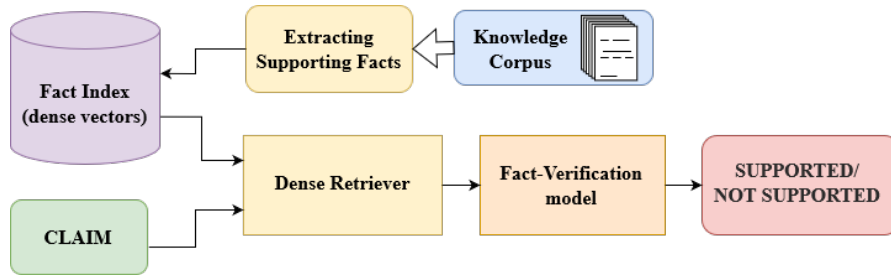 Extracting
Supporting Facts
Knowledge
Corpus
Fact Index
(dense vectors)
Dense Retriever
Fact-Verification
model
SUPPORTED/
NOT SUPPORTED
CLAIM